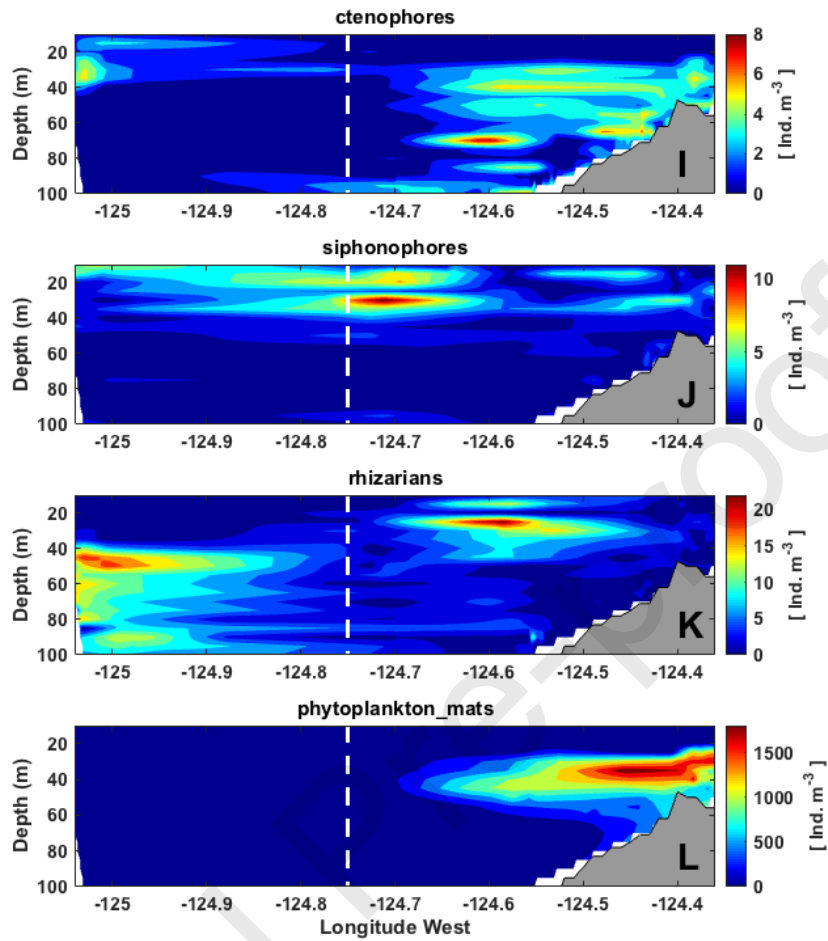 ctenophores
Depth (m)
20
40
60
80
100
-125 -124.9 -124.8 -124.7 -124.6 -124.5 -124.4
I
8
6
4
2
0
[ Ind. m-3 ]
siphonophores
Depth (m)
20
40
60
80
100
-125 -124.9 -124.8 -124.7 -124.6 -124.5 -124.4
J
10
5
0
[ Ind. m-3 ]
rhizarians
Depth (m)
20
40
60
80
100
-125 -124.9 -124.8 -124.7 -124.6 -124.5 -124.4
K
20
15
10
5
0
[ Ind. m-3 ]
phytoplankton_mats
Depth (m)
20
40
60
80
100
-125 -124.9 -124.8 -124.7 -124.6 -124.5 -124.4
L
1500
1000
500
0
[ Ind. m-3 ]
Longitude West